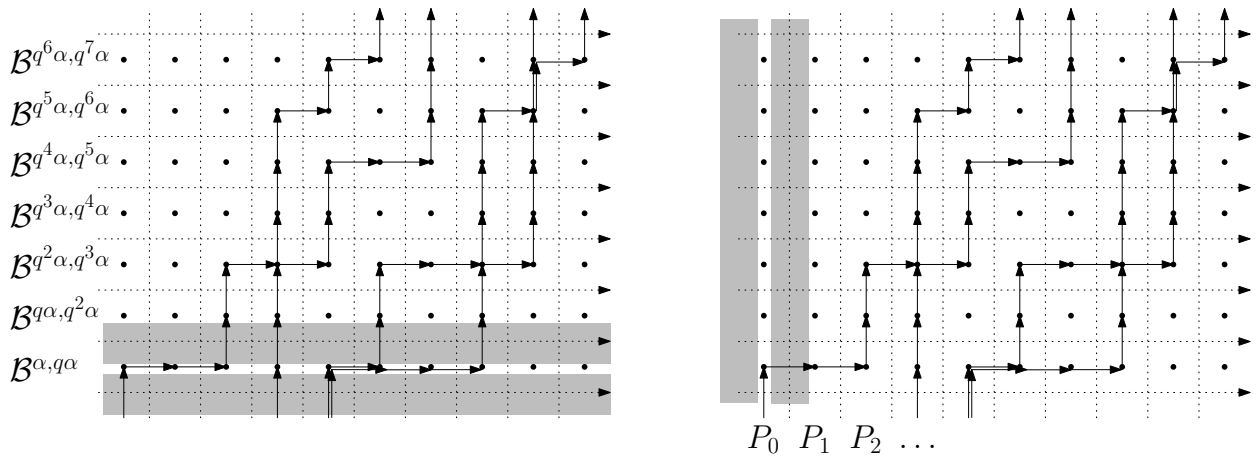 𝓑^{q^6α,q^7α}
𝓑^{q^5α,q^6α}
𝓑^{q^4α,q^5α}
𝓑^{q^3α,q^4α}
𝓑^{q^2α,q^3α}
𝓑^{qα,q^2α}
𝓑^{α,qα}
P_0 P_1 P_2 ...